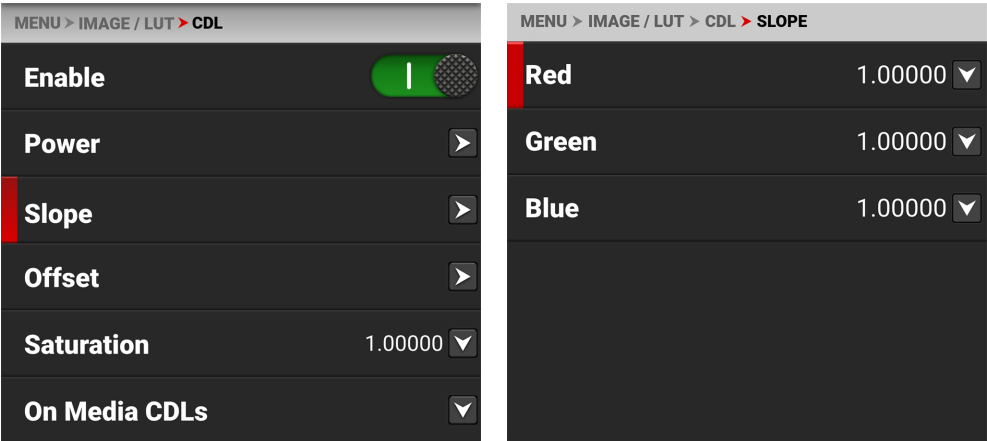 MENU > IMAGE / LUT > CDL
Enable
Power
Slope
Offset
Saturation 1.00000
On Media CDLs
MENU > IMAGE / LUT > CDL > SLOPE
Red 1.00000
Green 1.00000
Blue 1.00000